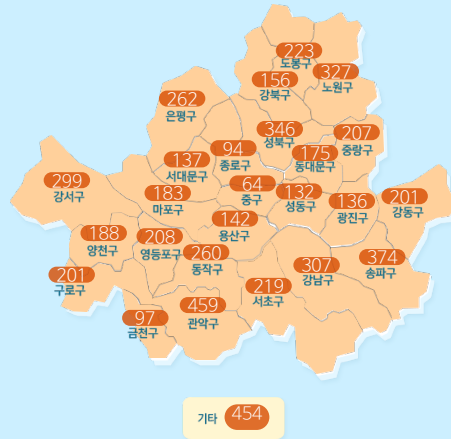 223
도봉구
327
노원구
156
강북구
262
은평구
346
성북구
207
중랑구
94
종로구
175
동대문구
137
서대문구
299
강서구
183
마포구
64
중구
132
성동구
136
광진구
201
강동구
142
용산구
188
양천구
208
영등포구
260
동작구
374
송파구
307
강남구
201
구로구
219
서초구
459
관악구
97
금천구
기타 454